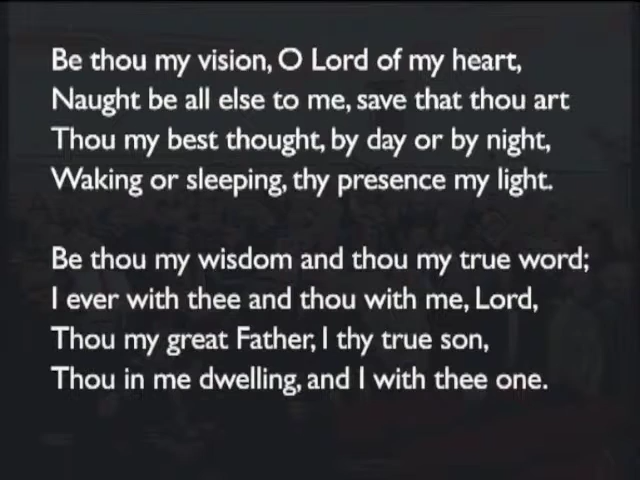 Be thou my vision, O Lord of my heart,
Naught be all else to me, save that thou art
Thou my best thought, by day or by night,
Waking or sleeping, thy presence my light.
Be thou my wisdom and thou my true word;
I ever with thee and thou with me, Lord,
Thou my great Father, I thy true son,
Thou in me dwelling, and I with thee one.